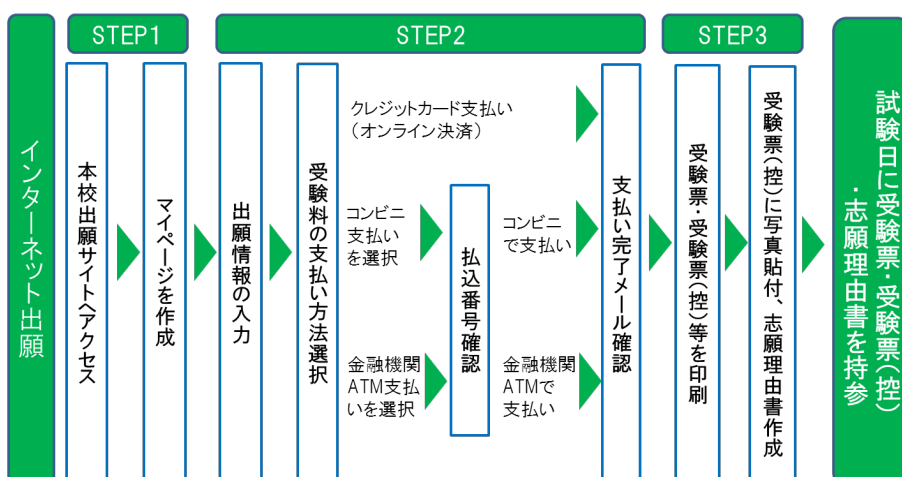 インターネット出願
STEP1
本校出願サイトへアクセス
マイページを作成
STEP2
出願情報の入力
受験料の支払い方法選択
クレジットカード支払い
(オンライン決済)
コンビニ
支払い
を選択
金融機関
ATM支払
いを選択
払込番号確認
コンビニ
で支払い
金融機関
ATMで
支払い
支払い完了メール確認
STEP3
受験票・受験票(控)等を印刷
受験票(控)に写真貼付、志願理由書作成
試験日に受験票・受験票(控)
・志願理由書を持参